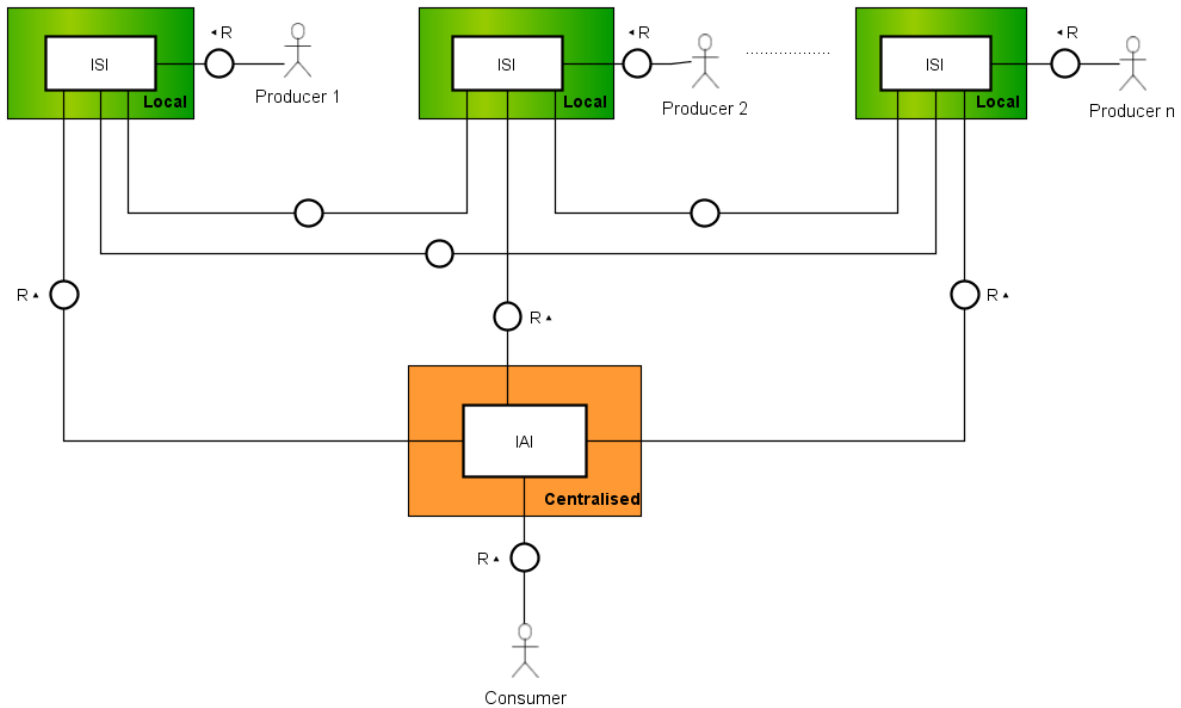 ISI
Local
◄ R
Producer 1
ISI
Local
◄ R
Producer 2
....................
ISI
Local
◄ R
Producer n
R ▲
R ▲
R ▲
IAI
Centralised
R ▲
Consumer